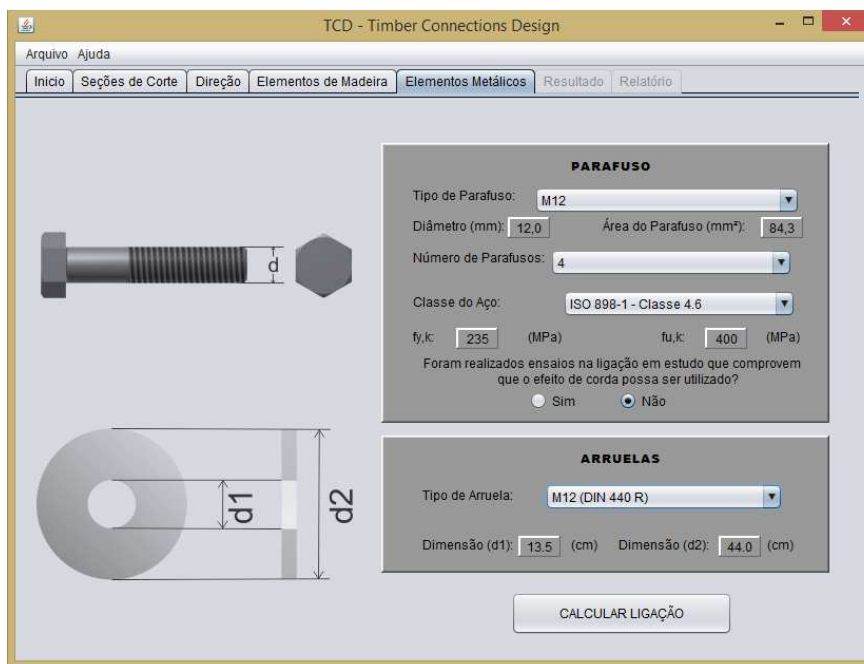 TCD - Timber Connections Design
Arquivo Ajuda
Inicio Seções de Corte Direção Elementos de Madeira Elementos Metálicos Resultado Relatório
PARAFUSO
Tipo de Parafuso: M12
Diâmetro (mm): 12,0 Área do Parafuso (mm²): 84,3
Número de Parafusos: 4
Classe do Aço: ISO 898-1 - Classe 4.6
fy,k: 235 (MPa) fu,k: 400 (MPa)
Foram realizados ensaios na ligação em estudo que comprovem
que o efeito de corda possa ser utilizado?
Sim Não
d
ARRUELAS
Tipo de Arruela: M12 (DIN 440 R)
Dimensão (d1): 13.5 (cm) Dimensão (d2): 44.0 (cm)
d1
d2
CALCULAR LIGAÇÃO